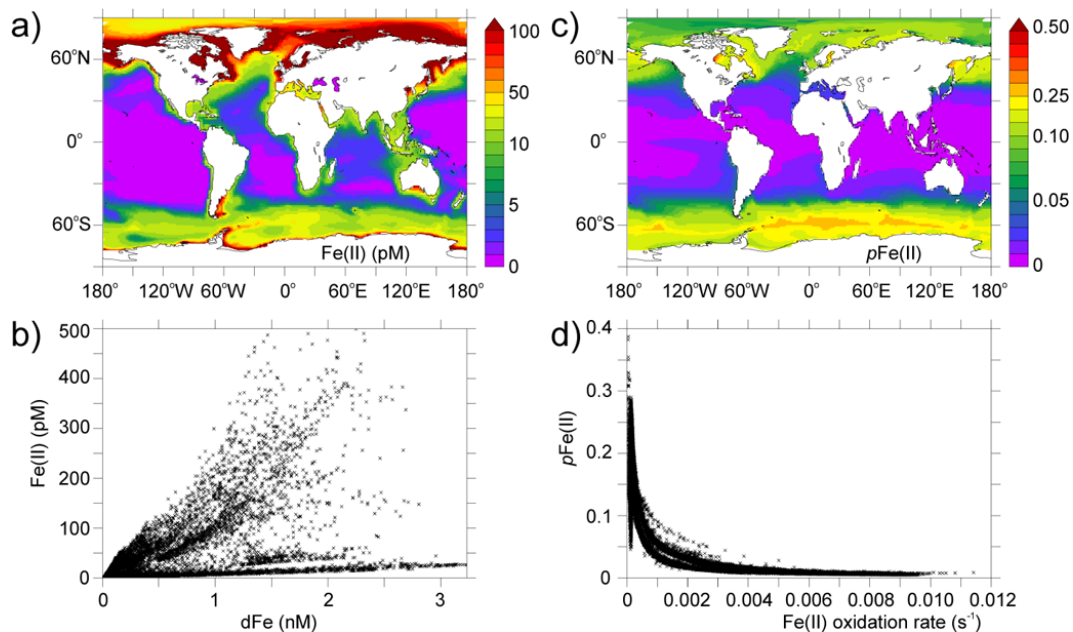 a)
60°N
0°
60°S
Fe(II) (pM)
180° 120°W 60°W 0° 60°E 120°E 180°
100
50
10
5
0
c)
60°N
0°
60°S
pFe(II)
180° 120°W 60°W 0° 60°E 120°E 180°
0.50
0.25
0.10
0.05
0
b)
Fe(II) (pM)
500
400
300
200
100
0
0 1 2 3
dFe (nM)
d)
pFe(II)
0.4
0.3
0.2
0.1
0
0 0.002 0.004 0.006 0.008 0.010 0.012
Fe(II) oxidation rate (s⁻¹)